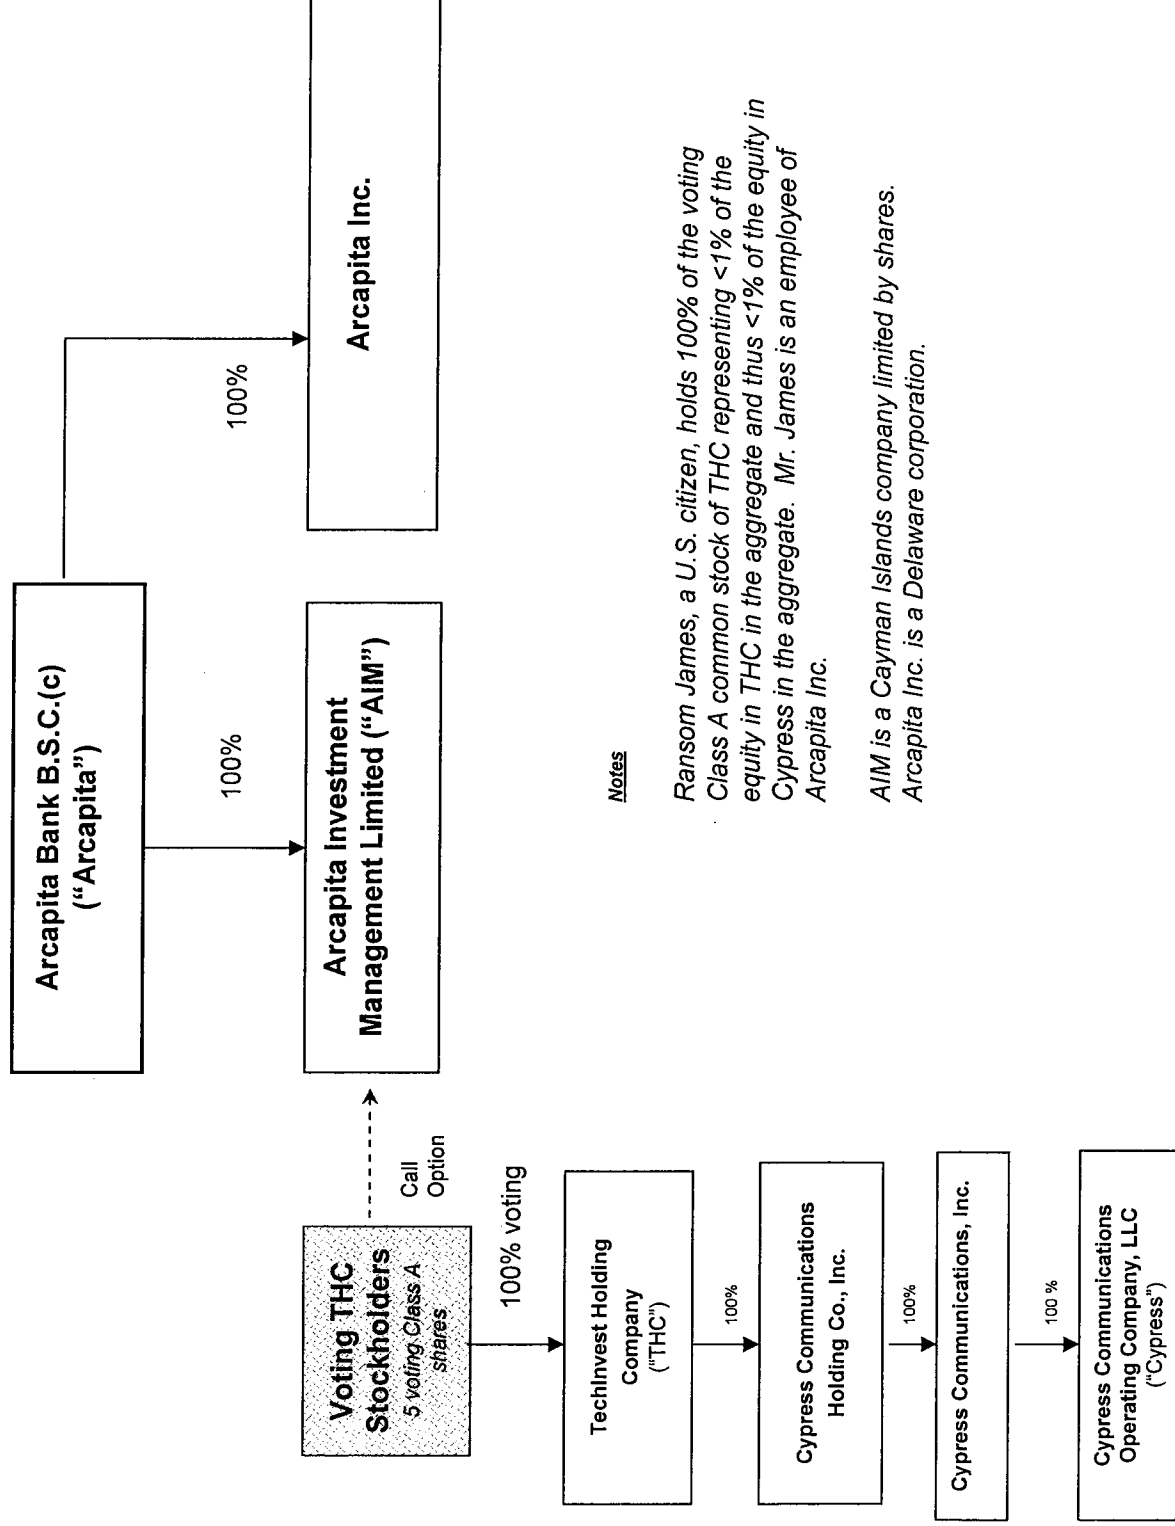 Arcapita Bank B.S.C.(c)
(“Arcapita”)
100%
100%
Arcapita Investment
Management Limited (“AIM”)
Arcapita Inc.
Voting THC
Stockholders
5 voting Class A
shares
Call
Option
100% voting
TechInvest Holding
Company
(“THC”)
100%
Cypress Communications
Holding Co., Inc.
100%
Cypress Communications, Inc.
100 %
Cypress Communications
Operating Company, LLC
(“Cypress”)
Notes
Ransom James, a U.S. citizen, holds 100% of the voting
Class A common stock of THC representing <1% of the
equity in THC in the aggregate and thus <1% of the equity in
Cypress in the aggregate. Mr. James is an employee of
Arcapita Inc.
AIM is a Cayman Islands company limited by shares.
Arcapita Inc. is a Delaware corporation.